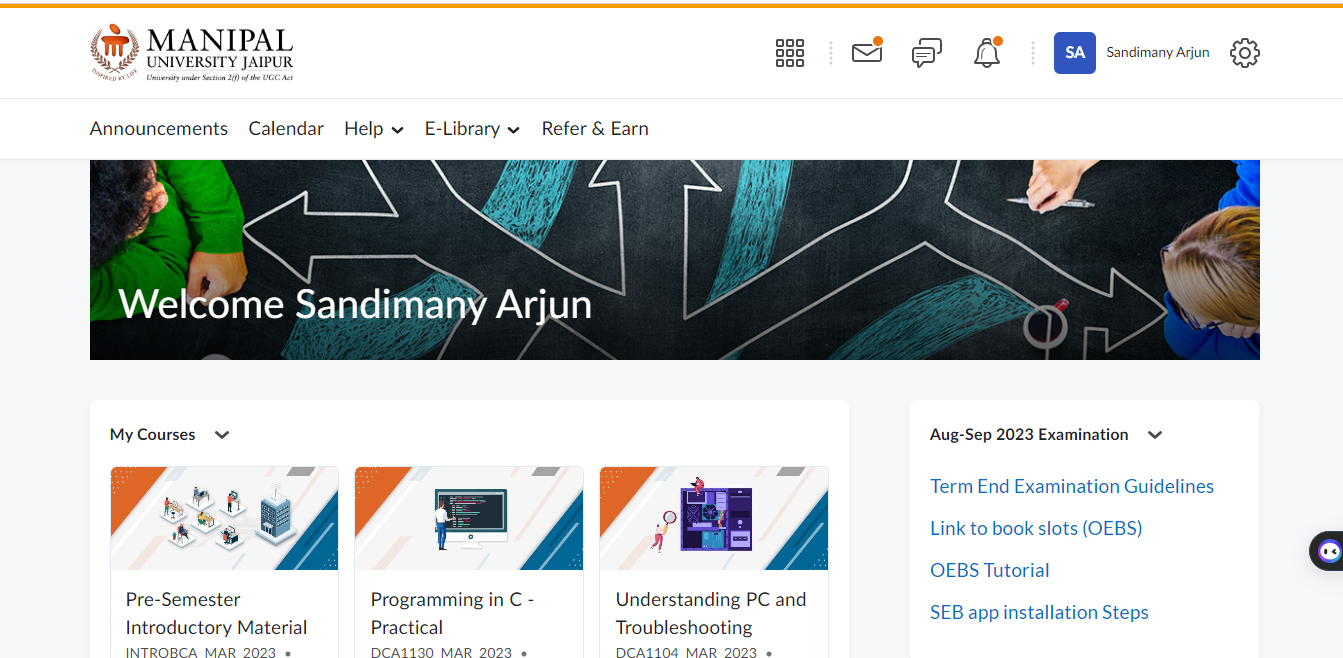 MANIPAL
UNIVERSITY JAIPUR
University under Section 2(f) of the UGC Act
INSPIRED BY LIFE
SA
Sandimany Arjun
Announcements
Calendar
Help
E-Library
Refer & Earn
Welcome Sandimany Arjun
My Courses
Pre-Semester
Introductory Material
INTROBCA_MAR_2023 •
Programming in C -
Practical
DCA1130_MAR_2023 •
Understanding PC and
Troubleshooting
DCA1104_MAR_2023 •
Aug-Sep 2023 Examination
Term End Examination Guidelines
Link to book slots (OEBS)
OEBS Tutorial
SEB app installation Steps